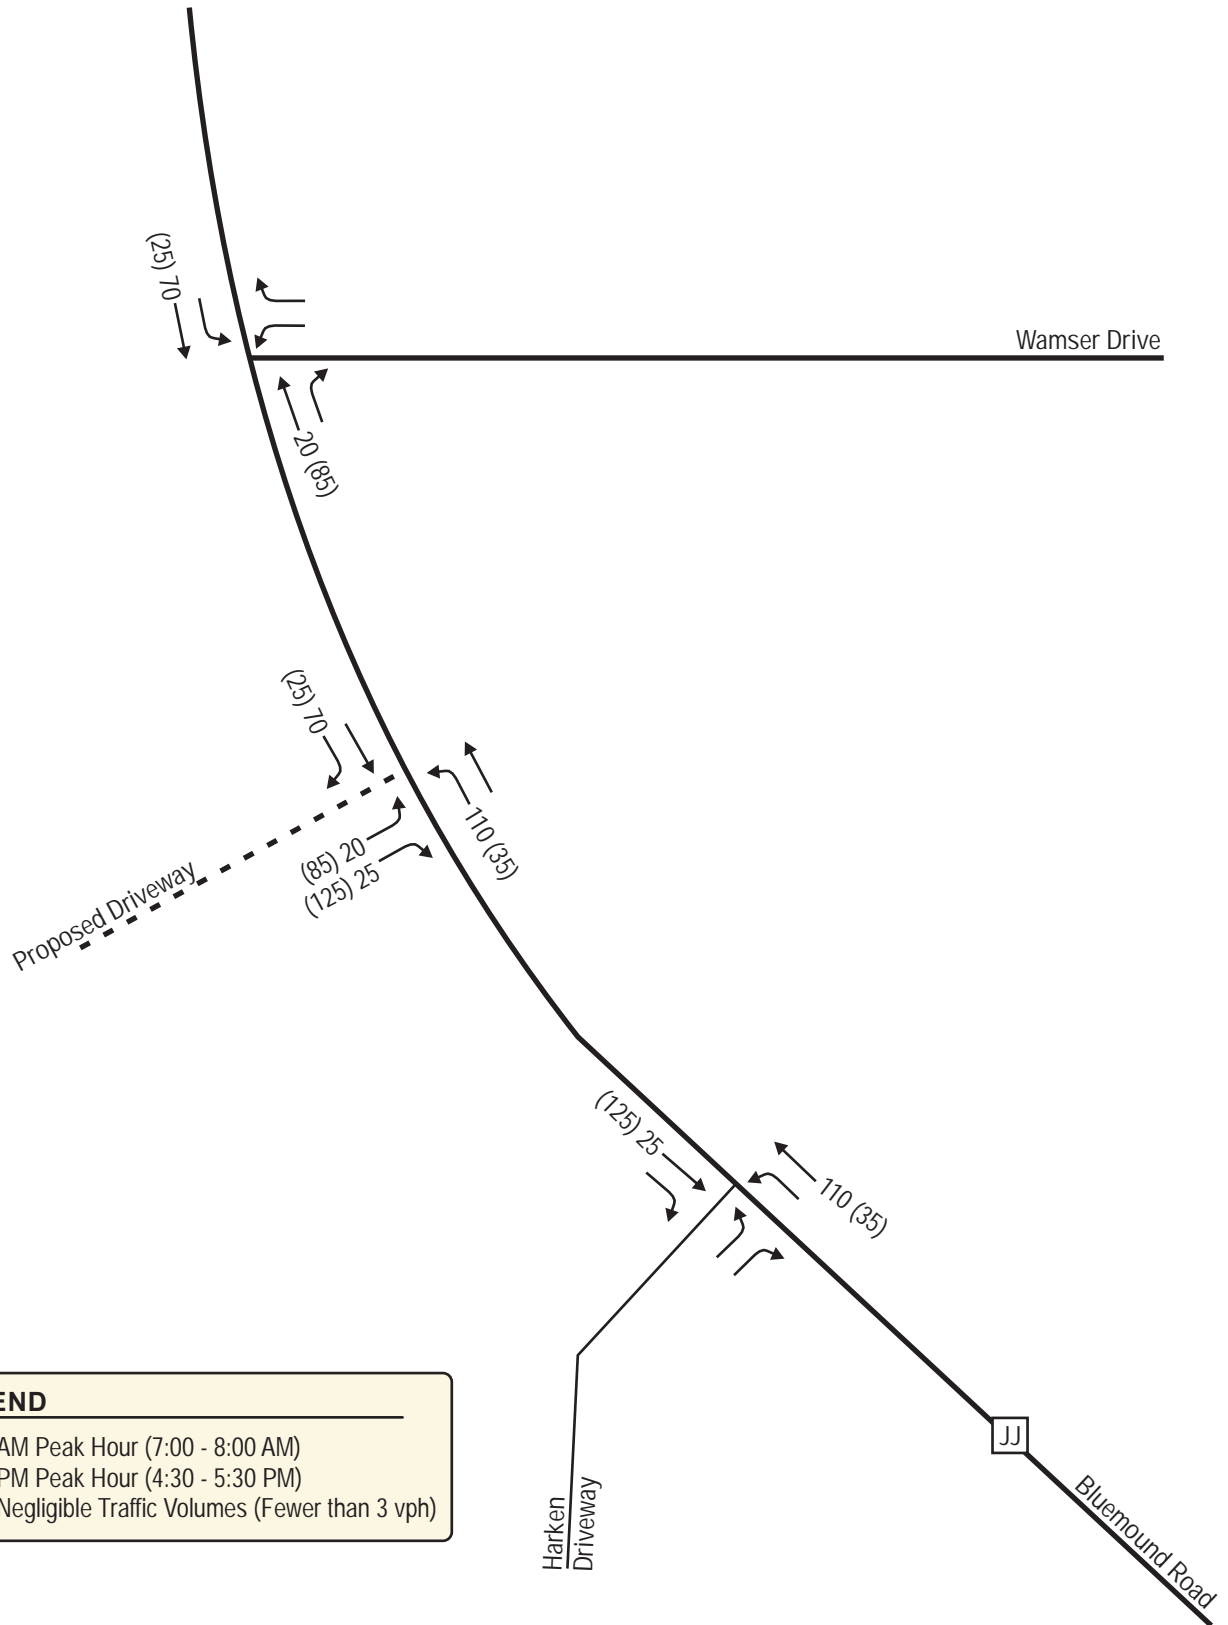 (25) 70
Wamser Drive
20 (85)
(25) 70
110 (35)
(85) 20
(125) 25
Proposed Driveway
(125) 25
110 (35)
END
AM Peak Hour (7:00 - 8:00 AM)
PM Peak Hour (4:30 - 5:30 PM)
Negligible Traffic Volumes (Fewer than 3 vph)
JJ
Harken
Driveway
Bluemound Road